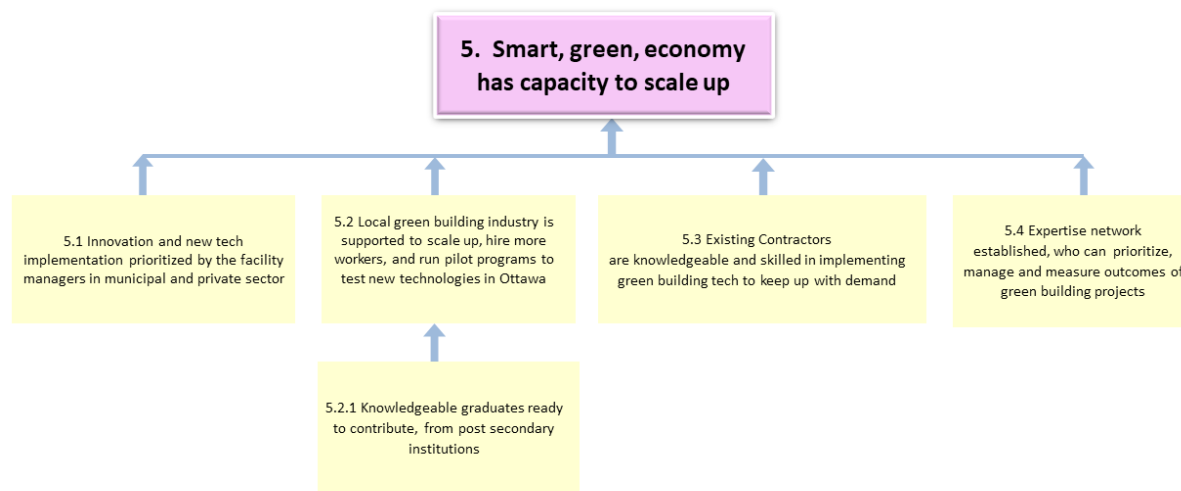 5. Smart, green, economy
has capacity to scale up
5.1 Innovation and new tech
implementation prioritized by the facility
managers in municipal and private sector
5.2 Local green building industry is
supported to scale up, hire more
workers, and run pilot programs to
test new technologies in Ottawa
5.3 Existing Contractors
are knowledgeable and skilled in implementing
green building tech to keep up with demand
5.4 Expertise network
established, who can prioritize,
manage and measure outcomes of
green building projects
5.2.1 Knowledgeable graduates ready
to contribute, from post secondary
institutions